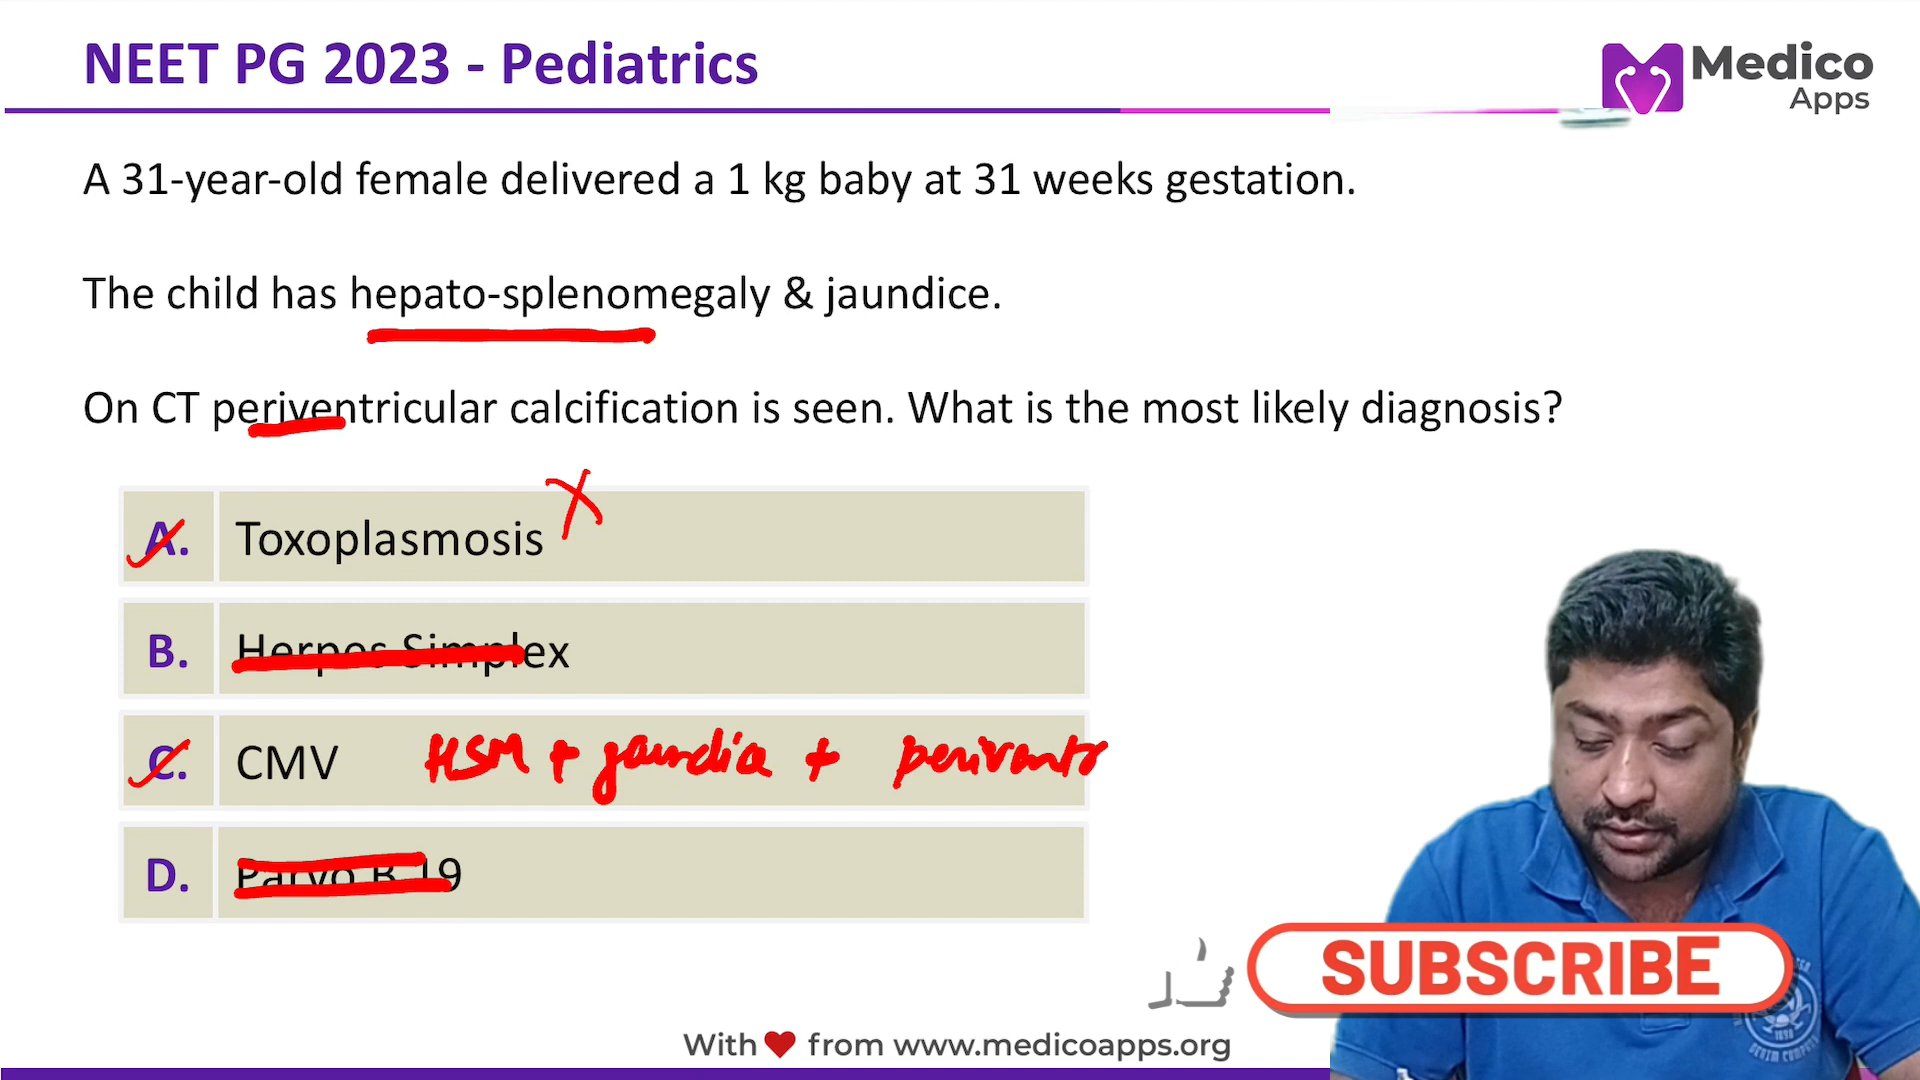 NEET PG 2023 - Pediatrics
Medico
Apps
A 31-year-old female delivered a 1 kg baby at 31 weeks gestation.
The child has hepato-splenomegaly & jaundice.
On CT periventricular calcification is seen. What is the most likely diagnosis?
A. Toxoplasmosis X
B. Herpes Simplex
C. CMV HSM + jaundia + perivents
D. Parvo B 19
SUBSCRIBE
With ❤ from www.medicoapps.org